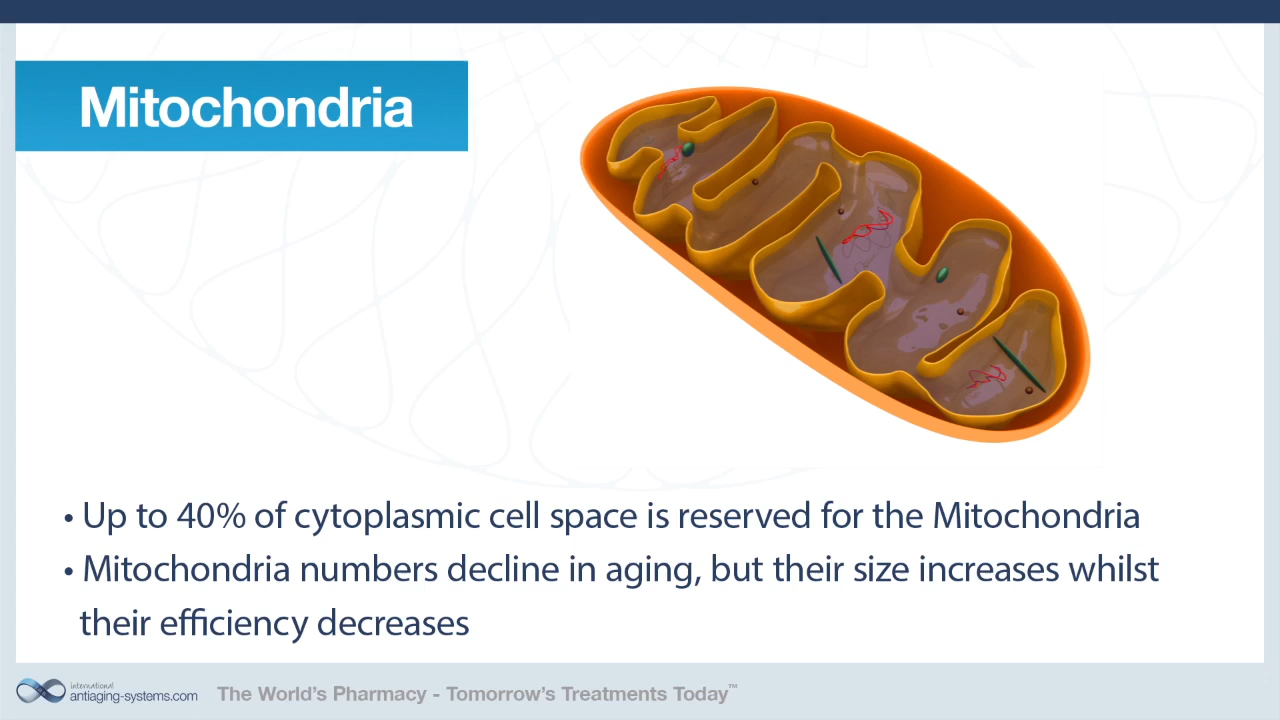 Mitochondria
• Up to 40% of cytoplasmic cell space is reserved for the Mitochondria
• Mitochondria numbers decline in aging, but their size increases whilst
their efficiency decreases
international
antiaging-systems.com
The World's Pharmacy - Tomorrow's Treatments Today™